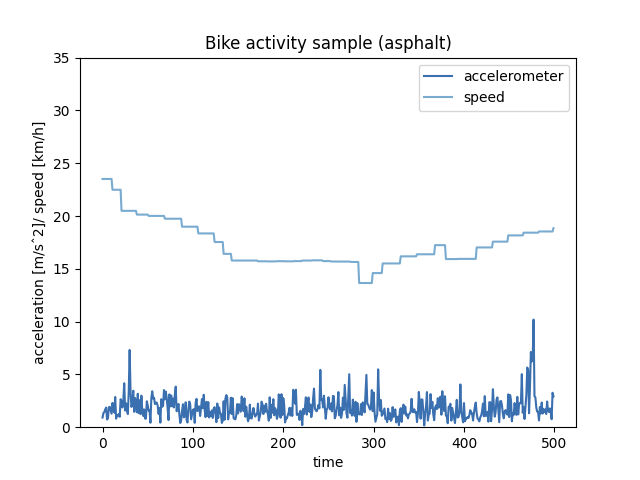 Bike activity sample (asphalt)
accelerometer
speed
acceleration [m/s^2]/ speed [km/h]
35
30
25
20
15
10
5
0
0 100 200 300 400 500
time